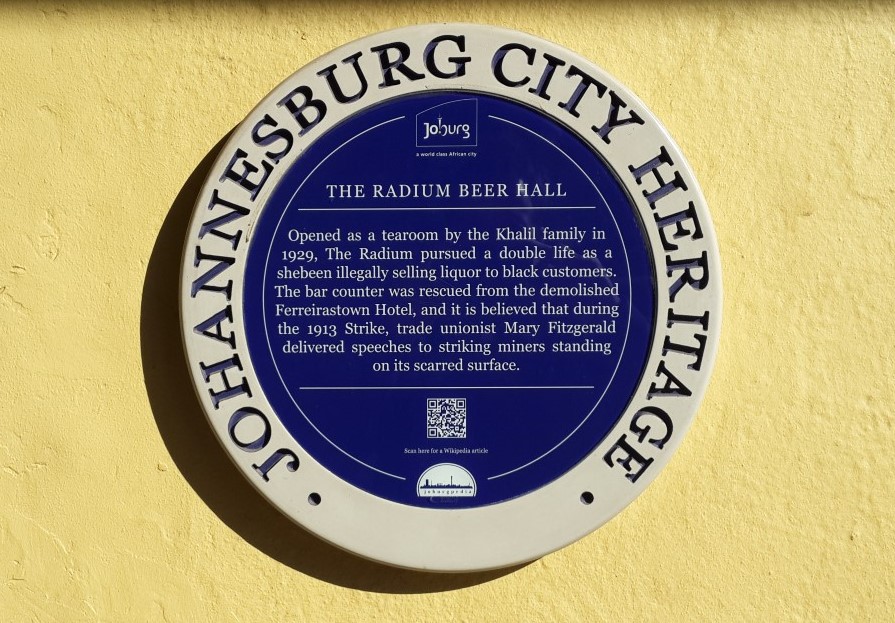 JOHANNESBURG CITY HERITAGE
Joburg
a world class African city
THE RADIUM BEER HALL
Opened as a tearoom by the Khalil family in
1929, The Radium pursued a double life as a
shebeen illegally selling liquor to black customers.
The bar counter was rescued from the demolished
Ferreirastown Hotel, and it is believed that during
the 1913 Strike, trade unionist Mary Fitzgerald
delivered speeches to striking miners standing
on its scarred surface.
Scan here for a Wikipedia article
joburgpedia